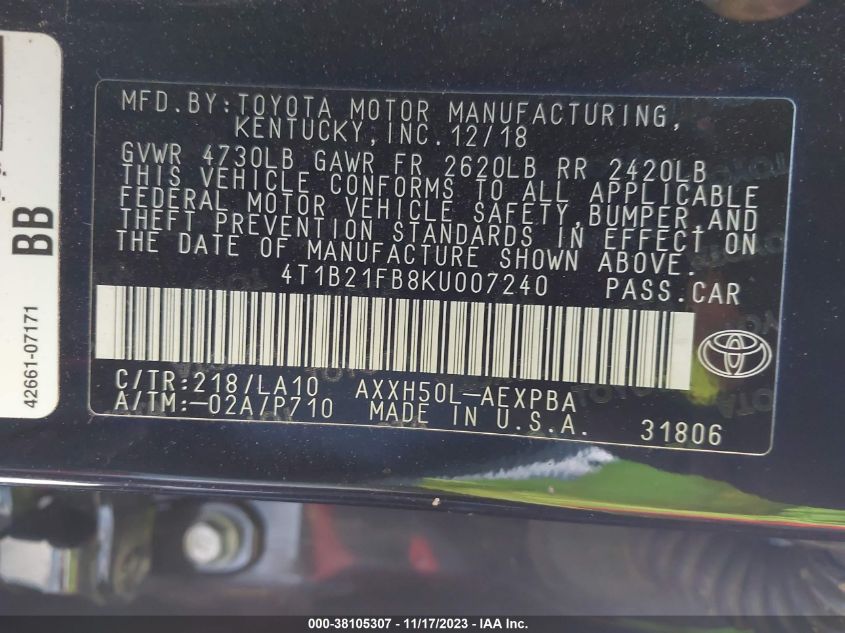 MFD.BY:TOYOTA MOTOR MANUFACTURING,
KENTUCKY,INC.12/18
GVWR 4730LB GAWR FR 2620LB RR 2420LB
THIS VEHICLE CONFORMS TO ALL APPLICABLE
FEDERAL MOTOR VEHICLE SAFETY,BUMPER,AND
THEFT PREVENTION STANDARDS IN EFFECT ON
THE DATE OF MANUFACTURE SHOWN ABOVE.
4T1B21FB8KU007240 PASS.CAR
C/TR:218/LA10 AXXH50L-AEXPBA
A/TM:-02A/P710 MADE IN U.S.A. 31806
BB
42661-07171
000-38105307 - 11/17/2023 - IAA Inc.